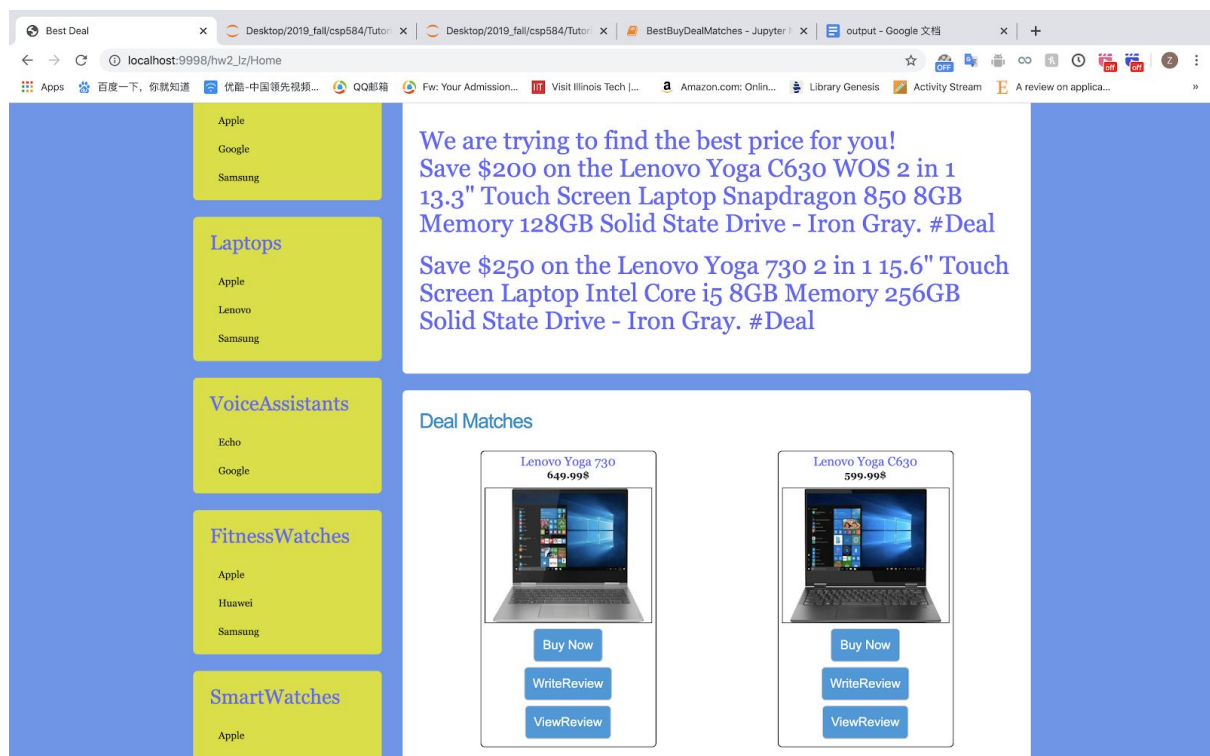 Best Deal
Desktop/2019_fall/csp584/Tutori
Desktop/2019_fall/csp584/Tutori
BestBuyDealMatches - Jupyter
output - Google 文档
localhost:9998/hw2_lz/Home
OFF
off
off
Z
Apps
百度一下，你就知道
优酷-中国领先视频...
QQ邮箱
Fw: Your Admission...
IIT
Visit Illinois Tech |...
a
Amazon.com: Onlin...
Library Genesis
Activity Stream
E
A review on applica...
»
Apple
Google
Samsung
Laptops
Apple
Lenovo
Samsung
VoiceAssistants
Echo
Google
FitnessWatches
Apple
Huawei
Samsung
SmartWatches
Apple
We are trying to find the best price for you!
Save $200 on the Lenovo Yoga C630 WOS 2 in 1
13.3" Touch Screen Laptop Snapdragon 850 8GB
Memory 128GB Solid State Drive - Iron Gray. #Deal
Save $250 on the Lenovo Yoga 730 2 in 1 15.6" Touch
Screen Laptop Intel Core i5 8GB Memory 256GB
Solid State Drive - Iron Gray. #Deal
Deal Matches
Lenovo Yoga 730
649.99$
Buy Now
WriteReview
ViewReview
Lenovo Yoga C630
599.99$
Buy Now
WriteReview
ViewReview